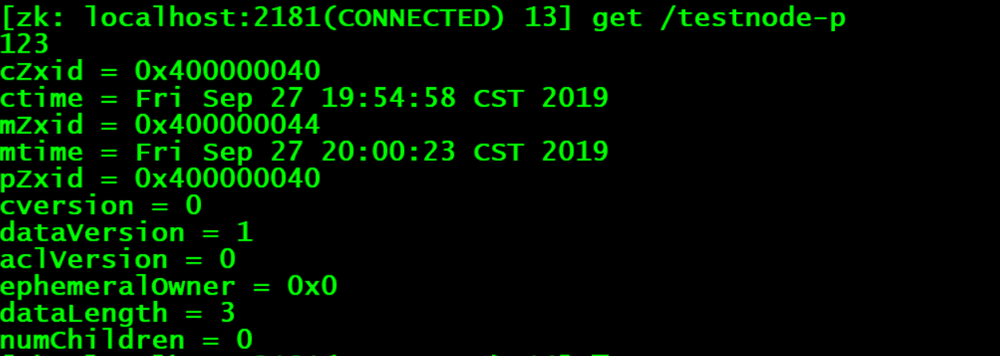 [zk: localhost:2181(CONNECTED) 13] get /testnode-p
123
cZxid = 0x400000040
ctime = Fri Sep 27 19:54:58 CST 2019
mZxid = 0x400000044
mtime = Fri Sep 27 20:00:23 CST 2019
pZxid = 0x400000040
cversion = 0
dataVersion = 1
aclVersion = 0
ephemeralOwner = 0x0
dataLength = 3
numChildren = 0